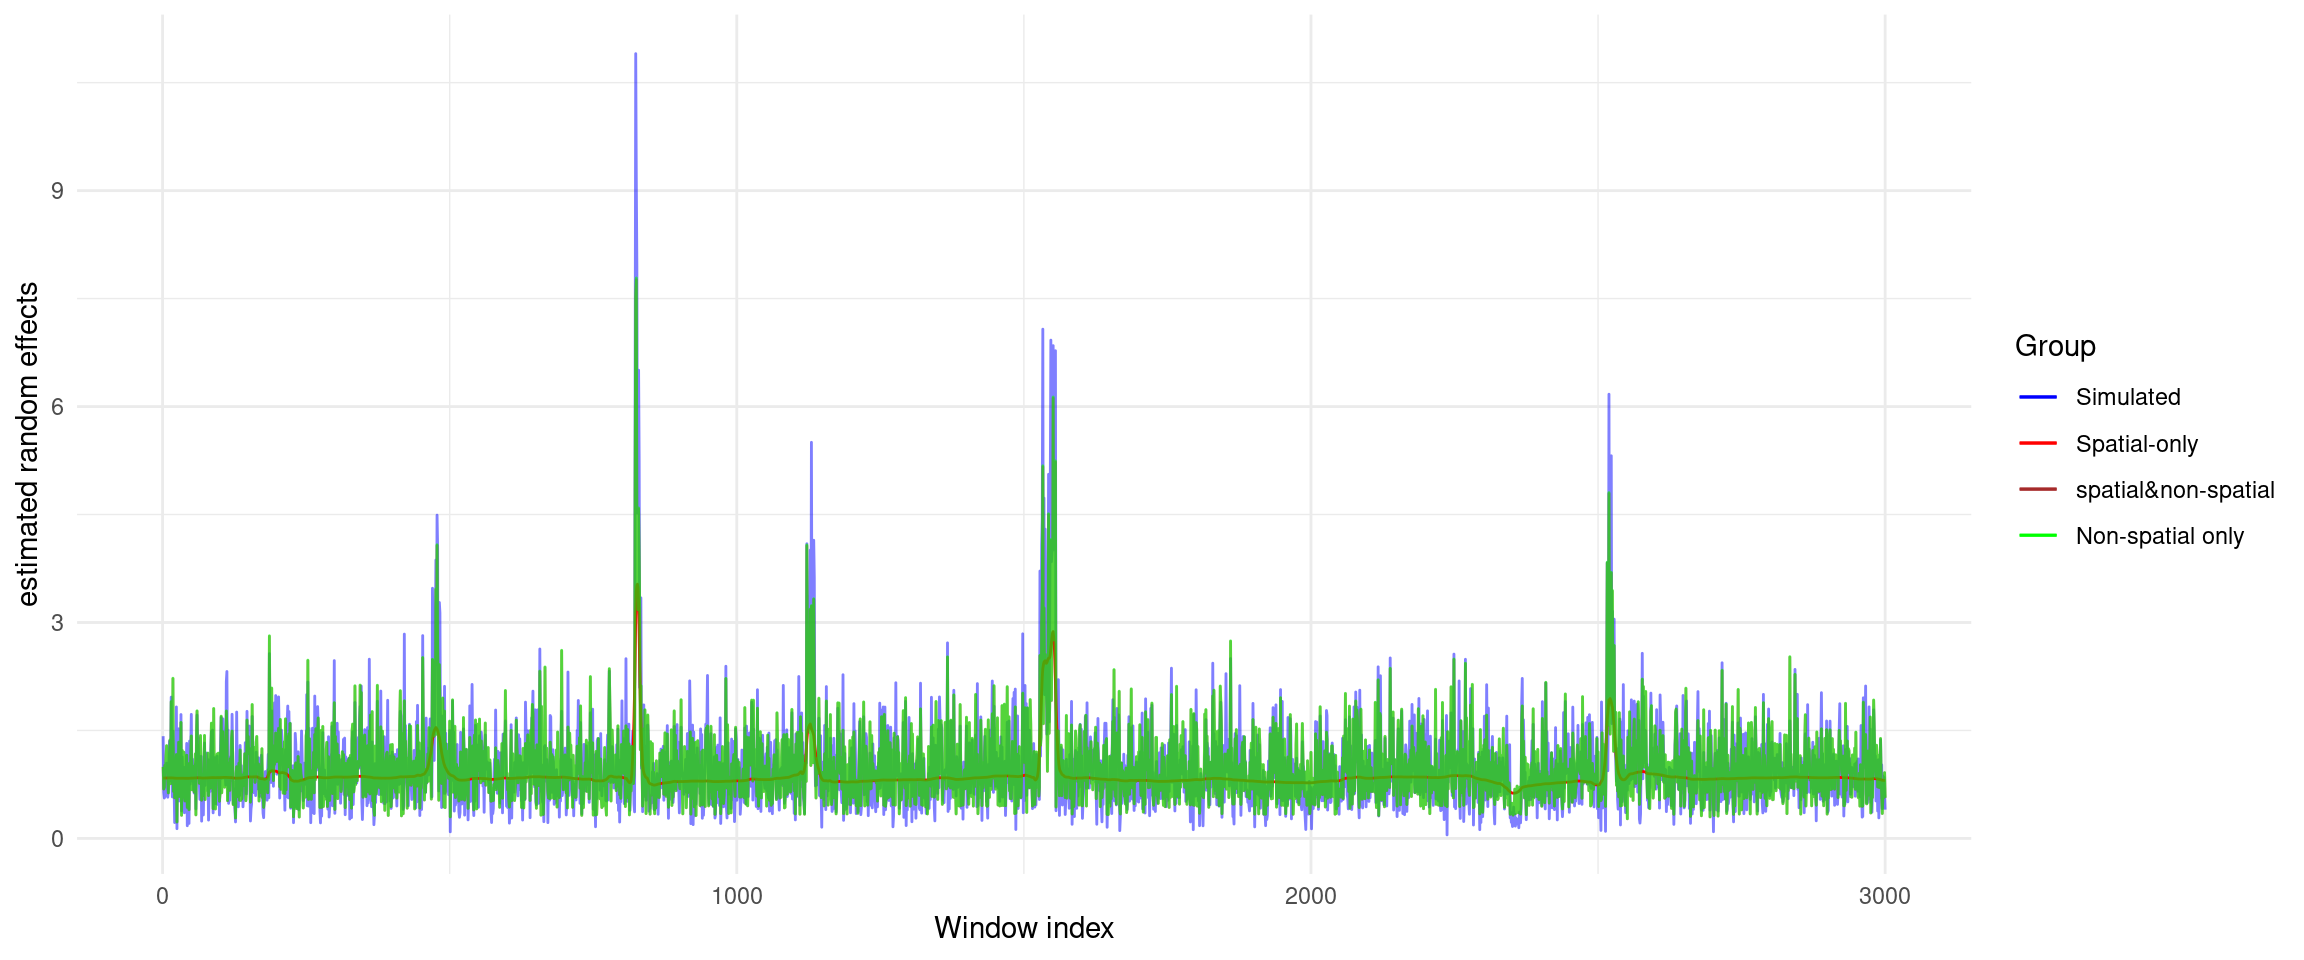 9
6
3
0
estimated random effects
0
1000
2000
3000
Window index
Group
Simulated
Spatial-only
spatial&non-spatial
Non-spatial only